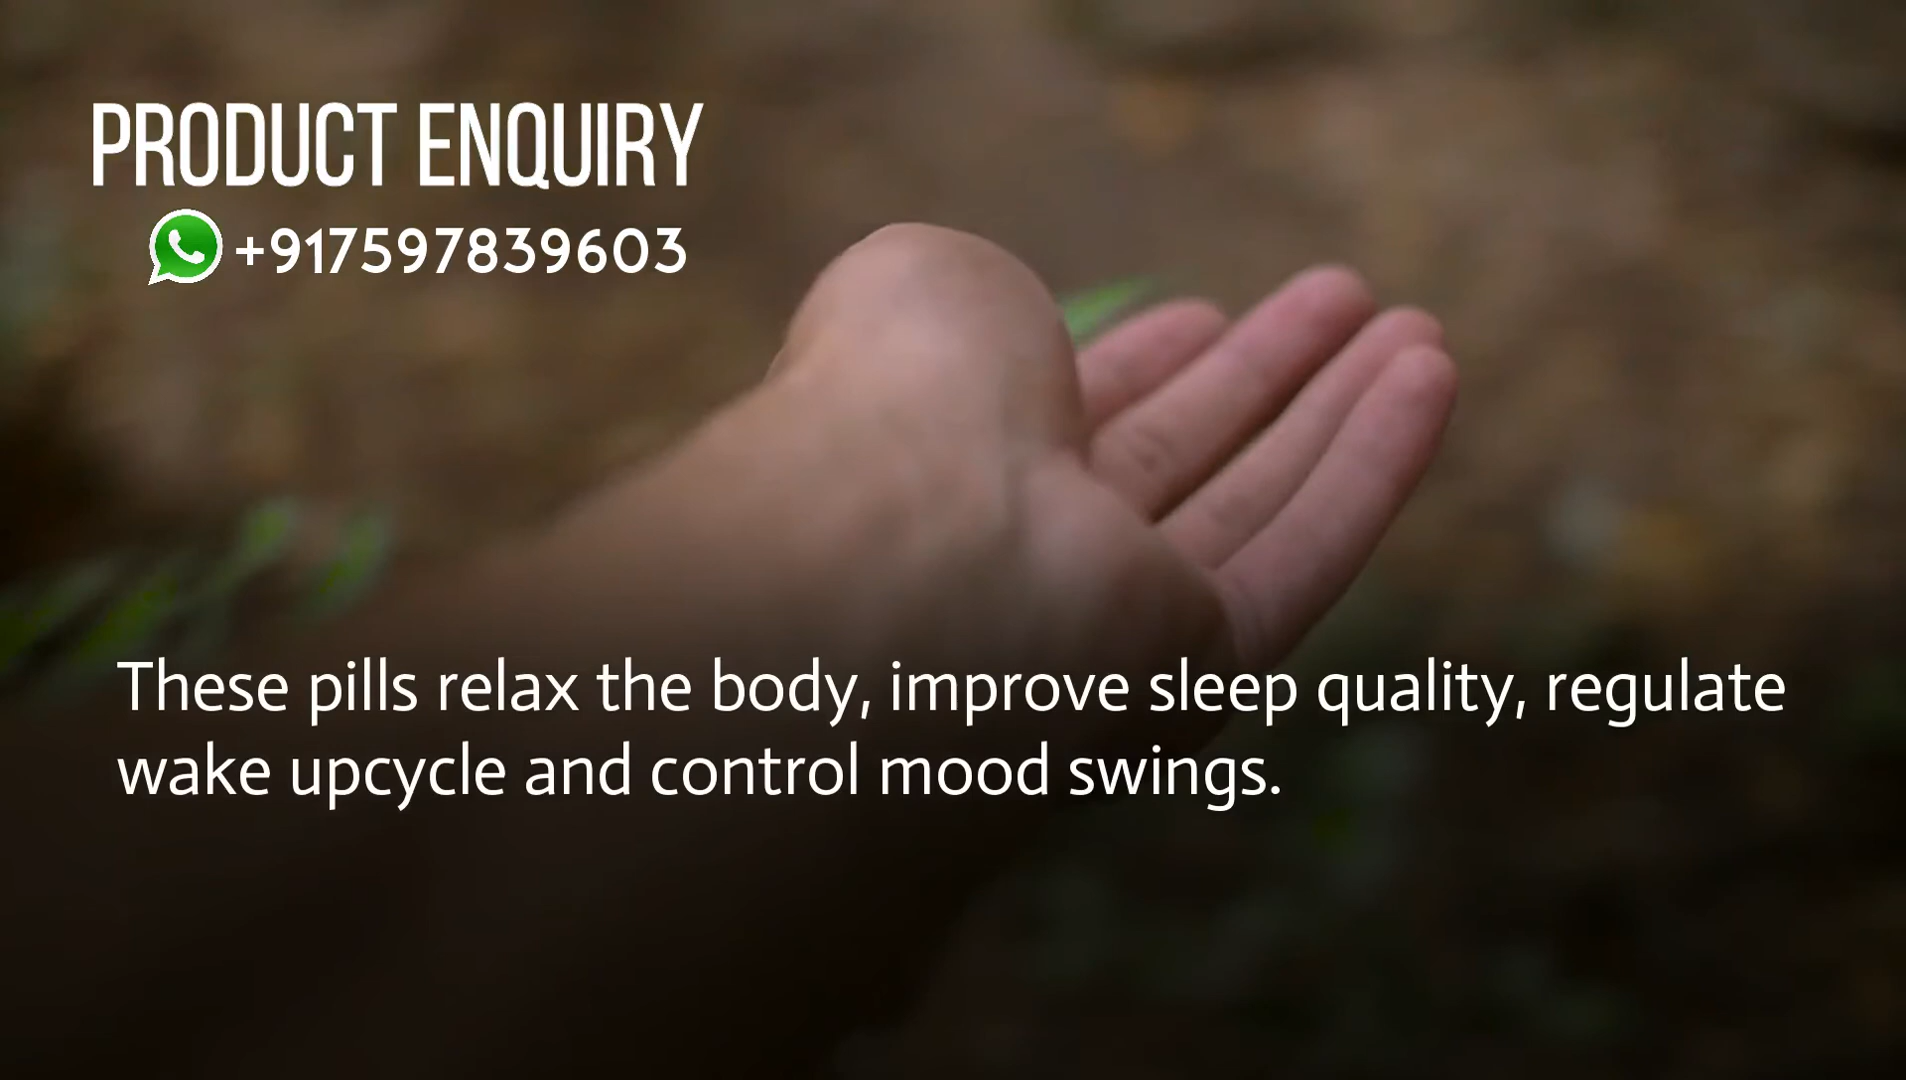 PRODUCT ENQUIRY
+917597839603
These pills relax the body, improve sleep quality, regulate
wake upcycle and control mood swings.